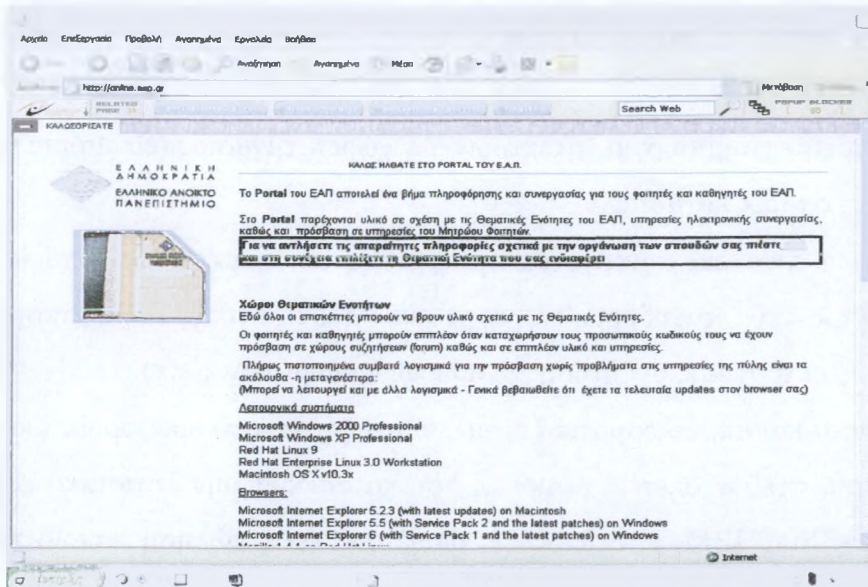 Αρχείο Επεξεργασία Προβολή Αγαπημένα Εργαλεία Βοήθεια
Αναζήτηση Αγαπημένα Μέσα
http://online.eap.gr Μετάβαση
RELATED Search Web POPUP BLOCKER
ΚΑΛΩΣΟΡΙΣΑΤΕ
ΕΛΛΗΝΙΚΗ
ΔΗΜΟΚΡΑΤΙΑ
ΕΛΛΗΝΙΚΟ ΑΝΟΙΚΤΟ
ΠΑΝΕΠΙΣΤΗΜΙΟ
ΚΑΛΩΣ ΗΛΘΑΤΕ ΣΤΟ PORTAL ΤΟΥ Ε.Α.Π.
Το Portal του ΕΑΠ αποτελεί ένα βήμα πληροφόρησης και συνεργασίας για τους φοιτητές και καθηγητές του ΕΑΠ.
Στο Portal παρέχονται υλικό σε σχέση με τις Θεματικές Ενότητες του ΕΑΠ, υπηρεσίες ηλεκτρονικής συνεργασίας,
καθώς και πρόσβαση σε υπηρεσίες του Μητρώου Φοιτητών.
Για να αντλήσετε τις απαραίτητες πληροφορίες σχετικά με την οργάνωση των σπουδών σας πιέστε
και στη συνέχεια επιλέξετε τη Θεματική Ενότητα που σας ενδιαφέρει
Χώροι Θεματικών Ενοτήτων
Εδώ όλοι οι επισκέπτες μπορούν να βρουν υλικό σχετικά με τις Θεματικές Ενότητες.
Οι φοιτητές και καθηγητές μπορούν επιπλέον όταν καταχωρήσουν τους προσωπικούς κωδικούς τους να έχουν
πρόσβαση σε χώρους συζητήσεων (forum) καθώς και σε επιπλέον υλικό και υπηρεσίες.
Πλήρως πιστοποιημένα συμβατά λογισμικά για την πρόσβαση χωρίς προβλήματα στις υπηρεσίες της πύλης είναι τα
ακόλουθα -η μεταγενέστερα:
(Μπορεί να λειτουργεί και με άλλα λογισμικά - Γενικά βεβαιωθείτε ότι έχετε τα τελευταία updates στον browser σας)
Λειτουργικά συστήματα
Microsoft Windows 2000 Professional
Microsoft Windows XP Professional
Red Hat Linux 9
Red Hat Enterprise Linux 3.0 Workstation
Macintosh OS X v10.3x
Browsers:
Microsoft Internet Explorer 5.2.3 (with latest updates) on Macintosh
Microsoft Internet Explorer 5.5 (with Service Pack 2 and the latest patches) on Windows
Microsoft Internet Explorer 6 (with Service Pack 1 and the latest patches) on Windows
Internet